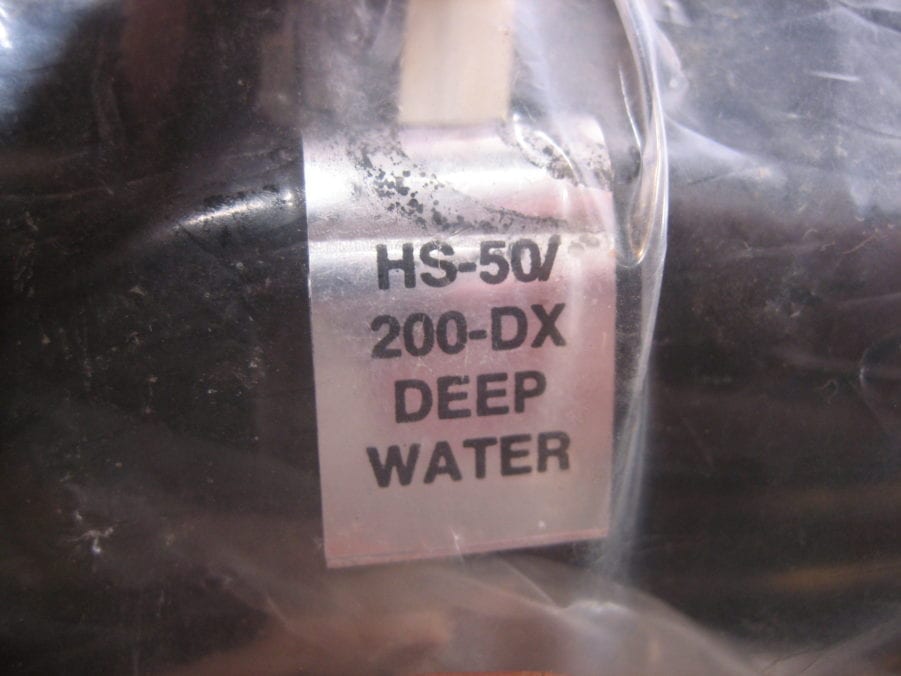 HS-50/
200-DX
DEEP
WATER